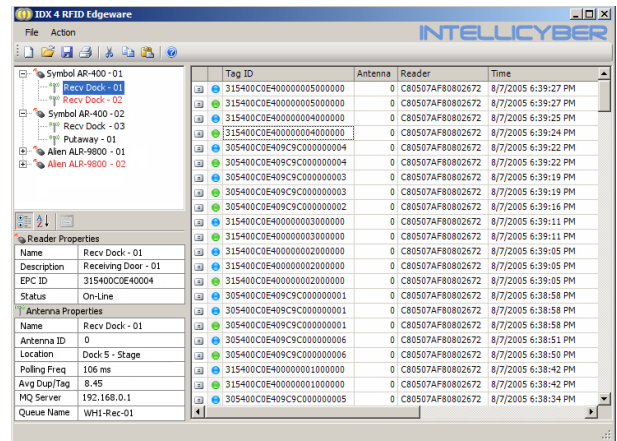 IDX 4 RFID Edgeware
File Action
INTELLICYBER
Symbol AR-400 - 01
Recv Dock - 01
Recv Dock - 02
Symbol AR-400 - 02
Recv Dock - 03
Putaway - 01
Alien ALR-9800 - 01
Alien ALR-9800 - 02
Reader Properties
Name Recv Dock - 01
Description Receiving Door - 01
EPC ID 315400C0E40004
Status On-Line
Antenna Properties
Name Recv Dock - 01
Antenna ID 0
Location Dock 5 - Stage
Polling Freq 106 ms
Avg Dup/Tag 8.45
MQ Server 192.168.0.1
Queue Name WH1-Rec-01
Tag ID Antenna Reader Time
315400C0E400000005000000 0 C80507AF80802672 8/7/2005 6:39:27 PM
315400C0E400000005000000 0 C80507AF80802672 8/7/2005 6:39:27 PM
315400C0E400000004000000 0 C80507AF80802672 8/7/2005 6:39:25 PM
315400C0E400000004000000 0 C80507AF80802672 8/7/2005 6:39:24 PM
305400C0E409C9C000000004 0 C80507AF80802672 8/7/2005 6:39:22 PM
305400C0E409C9C000000004 0 C80507AF80802672 8/7/2005 6:39:22 PM
305400C0E409C9C000000003 0 C80507AF80802672 8/7/2005 6:39:19 PM
305400C0E409C9C000000003 0 C80507AF80802672 8/7/2005 6:39:19 PM
305400C0E409C9C000000002 0 C80507AF80802672 8/7/2005 6:39:16 PM
315400C0E400000003000000 0 C80507AF80802672 8/7/2005 6:39:11 PM
315400C0E400000003000000 0 C80507AF80802672 8/7/2005 6:39:11 PM
315400C0E400000002000000 0 C80507AF80802672 8/7/2005 6:39:05 PM
315400C0E400000002000000 0 C80507AF80802672 8/7/2005 6:39:05 PM
315400C0E400000002000000 0 C80507AF80802672 8/7/2005 6:39:05 PM
305400C0E409C9C000000001 0 C80507AF80802672 8/7/2005 6:38:58 PM
305400C0E409C9C000000001 0 C80507AF80802672 8/7/2005 6:38:58 PM
305400C0E409C9C000000001 0 C80507AF80802672 8/7/2005 6:38:58 PM
305400C0E409C9C000000006 0 C80507AF80802672 8/7/2005 6:38:51 PM
305400C0E409C9C000000006 0 C80507AF80802672 8/7/2005 6:38:50 PM
315400C0E400000001000000 0 C80507AF80802672 8/7/2005 6:38:42 PM
315400C0E400000001000000 0 C80507AF80802672 8/7/2005 6:38:42 PM
305400C0E409C9C000000005 0 C80507AF80802672 8/7/2005 6:38:34 PM